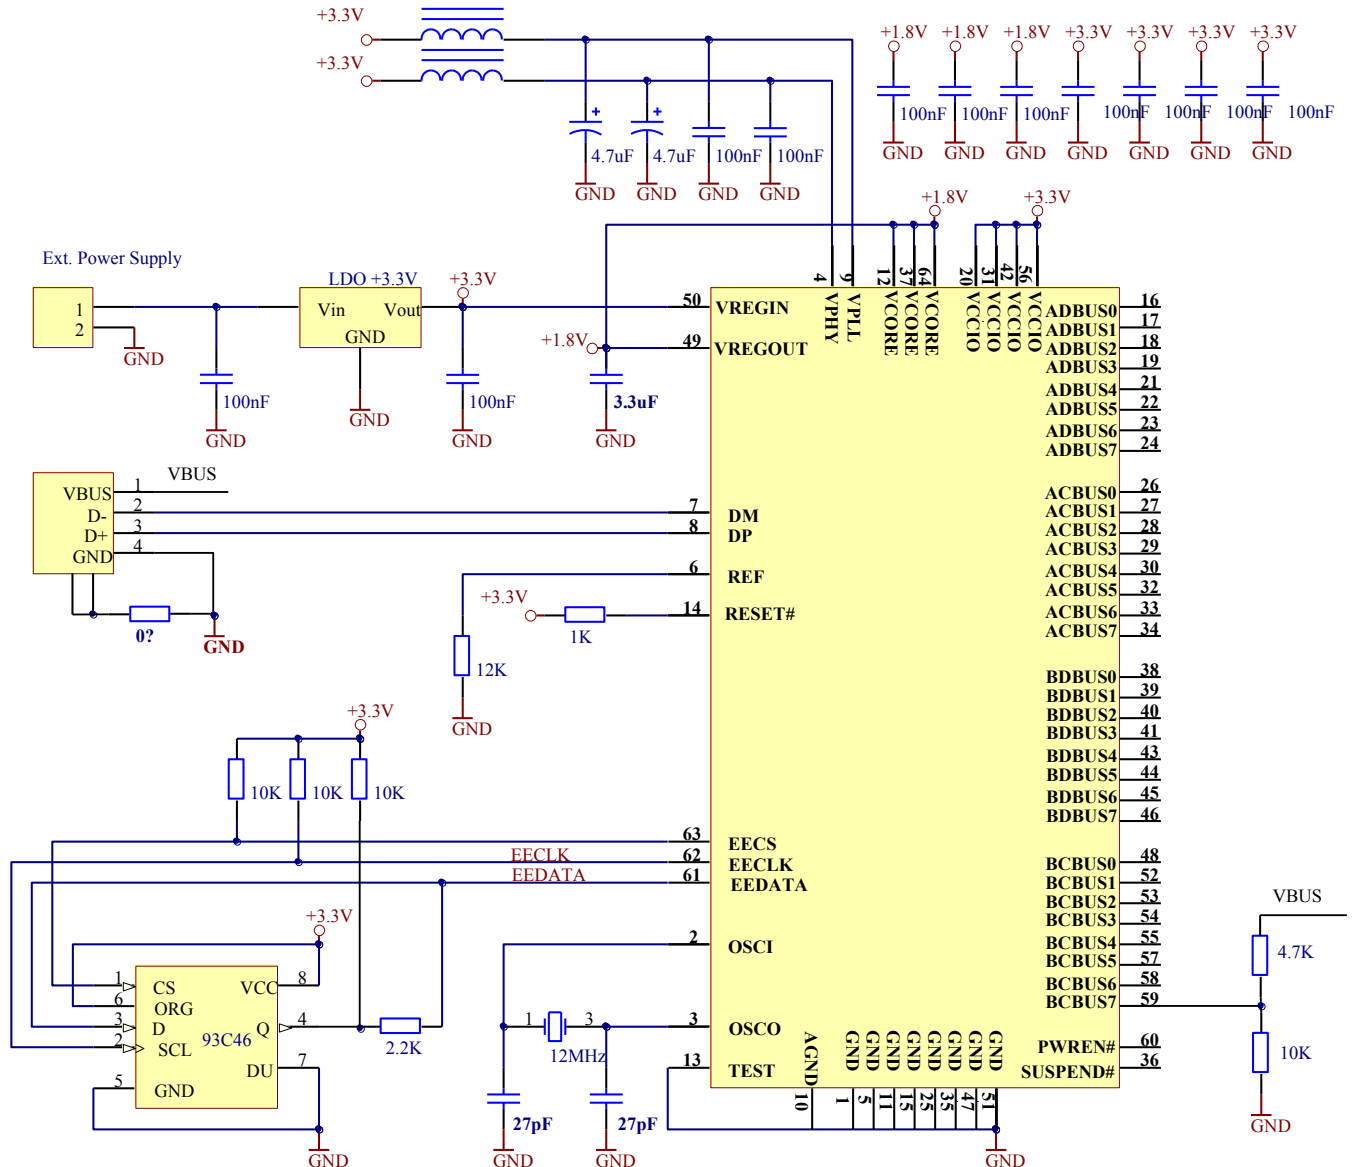 +3.3V
+3.3V
+
+
4.7uF 4.7uF 100nF 100nF
GND GND GND GND
+1.8V +1.8V +1.8V +3.3V +3.3V +3.3V +3.3V
100nF 100nF 100nF 100nF 100nF 100nF 100nF
GND GND GND GND GND GND GND
+1.8V +3.3V
Ext. Power Supply
1
2
GND
100nF
GND
LDO +3.3V
Vin Vout
GND
GND
+3.3V
100nF
GND
+1.8V
3.3uF
GND
4 9 12 37 64 20 31 42 56
VPHY VPLL VCORE VCORE VCORE VCCIO VCCIO VCCIO VCCIO
50 VREGIN
49 VREGOUT
7 DM
8 DP
6 REF
14 RESET#
63 EECS
62 EECLK
61 EEDATA
2 OSCI
3 OSCO
13 TEST
ADBUS0 16
ADBUS1 17
ADBUS2 18
ADBUS3 19
ADBUS4 21
ADBUS5 22
ADBUS6 23
ADBUS7 24
ACBUS0 26
ACBUS1 27
ACBUS2 28
ACBUS3 29
ACBUS4 30
ACBUS5 32
ACBUS6 33
ACBUS7 34
BDBUS0 38
BDBUS1 39
BDBUS2 40
BDBUS3 41
BDBUS4 43
BDBUS5 44
BDBUS6 45
BDBUS7 46
BCBUS0 48
BCBUS1 52
BCBUS2 53
BCBUS3 54
BCBUS4 55
BCBUS5 57
BCBUS6 58
BCBUS7 59
PWREN# 60
SUSPEND# 36
AGND GND GND GND GND GND GND GND GND
10 1 5 11 15 25 35 47 51
GND
VBUS 1 VBUS
D- 2
D+ 3
GND 4
0?
GND
+3.3V
1K
12K
GND
+3.3V
10K 10K 10K
EECLK
EEDATA
+3.3V
1 CS VCC 8
6 ORG
3 D Q 4
2 SCL 93C46
DU 7
5 GND
2.2K
GND
1 3
12MHz
27pF 27pF
GND GND
VBUS
4.7K
10K
GND